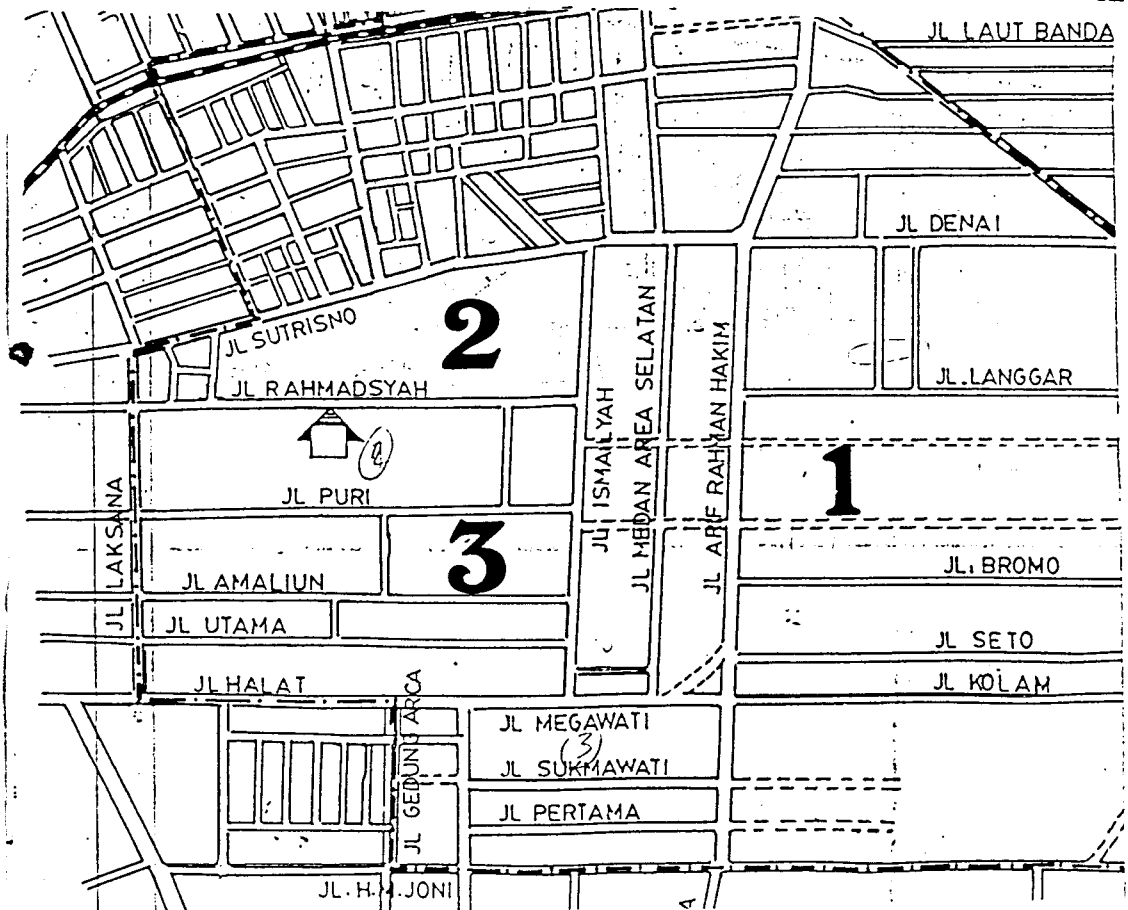 JL LAUT BANDA
JL DENAI
JL SUTRISNO
2
JL RAHMADSYAH
JL.LANGGAR
JL ISMAILYAH
JL MEDAN AREA SELATAN
JL ARIF RAHMAN HAKIM
1
JL PURI
JL LAKSANA
3
JL AMALIUN
JL. BROMO
JL UTAMA
JL SETO
JL HALAT
JL KOLAM
JL GEDUNG ARCA
JL MEGAWATI
(3)
JL SUKMAWATI
JL PERTAMA
JL.H.M.JONI
A